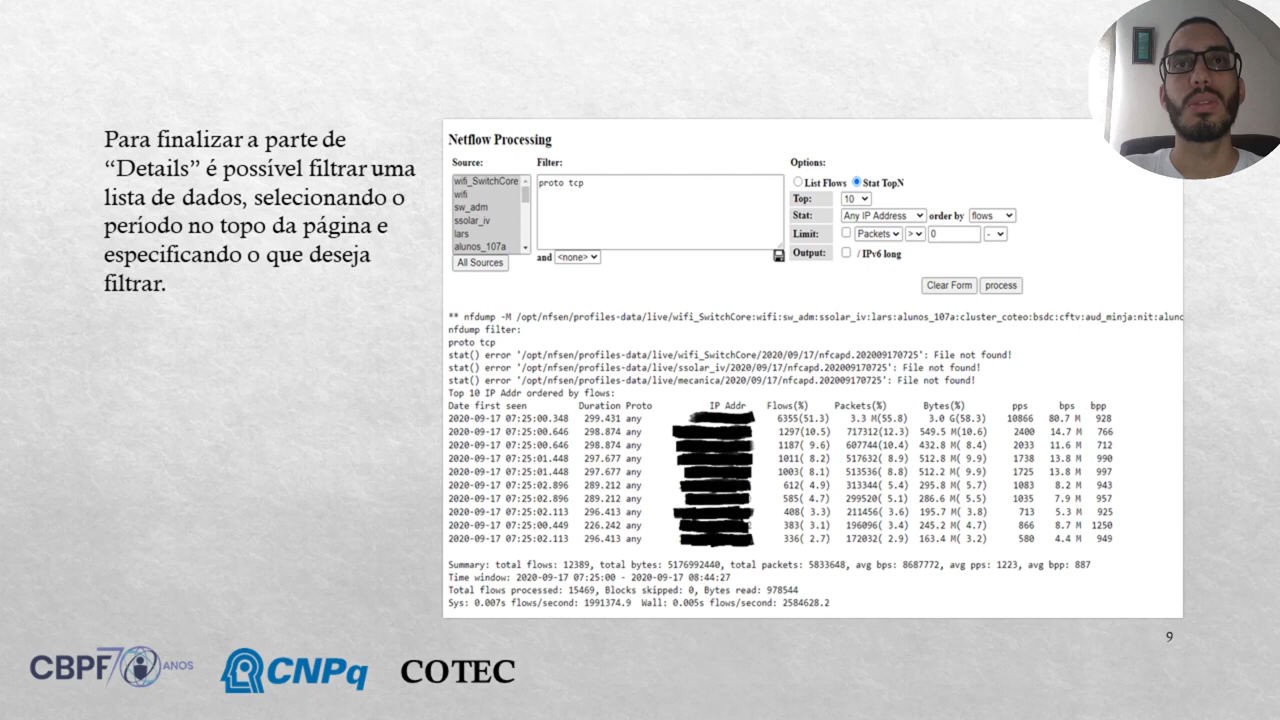 Para finalizar a parte de
“Details” é possível filtrar uma
lista de dados, selecionando o
período no topo da página e
especificando o que deseja
filtrar.
Netflow Processing
Source: Filter: Options:
wifi_SwitchCore
wifi
sw_adm
ssolar_iv
lars
alunos_107a
All Sources
proto tcp
and <none>
List Flows Stat TopN
Top: 10
Stat: Any IP Address order by flows
Limit: Packets > 0 -
Output: / IPv6 long
Clear Form process
** nfdump -M /opt/nfsen/profiles-data/live/wifi_SwitchCore:wifi:sw_adm:ssolar_iv:lars:alunos_107a:cluster_coteo:bsdc:cftv:aud_minja:nit:alunc
nfdump filter:
proto tcp
stat() error '/opt/nfsen/profiles-data/live/wifi_SwitchCore/2020/09/17/nfcapd.202009170725': File not found!
stat() error '/opt/nfsen/profiles-data/live/ssolar_iv/2020/09/17/nfcapd.202009170725': File not found!
stat() error '/opt/nfsen/profiles-data/live/mecanica/2020/09/17/nfcapd.202009170725': File not found!
Top 10 IP Addr ordered by flows:
Date first seen Duration Proto IP Addr Flows(%) Packets(%) Bytes(%) pps bps bpp
2020-09-17 07:25:00.348 299.431 any 6355(51.3) 3.3 M(55.8) 3.0 G(58.3) 10866 80.7 M 928
2020-09-17 07:25:00.646 298.874 any 1297(10.5) 717312(12.3) 549.5 M(10.6) 2400 14.7 M 766
2020-09-17 07:25:00.646 298.874 any 1187( 9.6) 607744(10.4) 432.8 M( 8.4) 2033 11.6 M 712
2020-09-17 07:25:01.448 297.677 any 1011( 8.2) 517632( 8.9) 512.8 M( 9.9) 1738 13.8 M 990
2020-09-17 07:25:01.448 297.677 any 1003( 8.1) 513536( 8.8) 512.2 M( 9.9) 1725 13.8 M 997
2020-09-17 07:25:02.896 289.212 any 612( 4.9) 313344( 5.4) 295.8 M( 5.7) 1083 8.2 M 943
2020-09-17 07:25:02.896 289.212 any 585( 4.7) 299520( 5.1) 286.6 M( 5.5) 1035 7.9 M 957
2020-09-17 07:25:02.113 296.413 any 408( 3.3) 211456( 3.6) 195.7 M( 3.8) 713 5.3 M 925
2020-09-17 07:25:00.449 226.242 any 383( 3.1) 196096( 3.4) 245.2 M( 4.7) 866 8.7 M 1250
2020-09-17 07:25:02.113 296.413 any 336( 2.7) 172032( 2.9) 163.4 M( 3.2) 580 4.4 M 949
Summary: total flows: 12389, total bytes: 5176992440, total packets: 5833648, avg bps: 8687772, avg pps: 1223, avg bpp: 887
Time window: 2020-09-17 07:25:00 - 2020-09-17 08:44:27
Total flows processed: 15469, Blocks skipped: 0, Bytes read: 978544
Sys: 0.007s flows/second: 1991374.9 Wall: 0.005s flows/second: 2584628.2
9
CBPF 70 ANOS
CNPq
COTEC